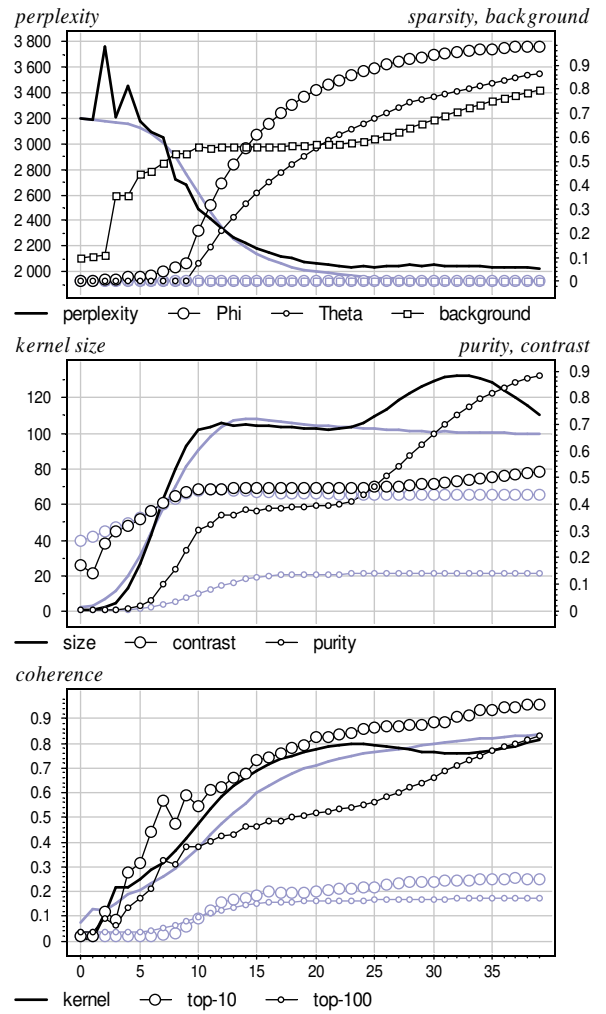 perplexity sparsity, background
3 800
3 600 0.9
3 400 0.8
3 200 0.7
3 000 0.6
2 800 0.5
2 600 0.4
2 400 0.3
2 200 0.2
2 000 0.1
0
perplexity Phi Theta background
kernel size purity, contrast
0.9
120 0.8
100 0.7
80 0.6
0.5
60 0.4
40 0.3
0.2
20 0.1
0 0
size contrast purity
coherence
0.9
0.8
0.7
0.6
0.5
0.4
0.3
0.2
0.1
0
0 5 10 15 20 25 30 35
kernel top-10 top-100